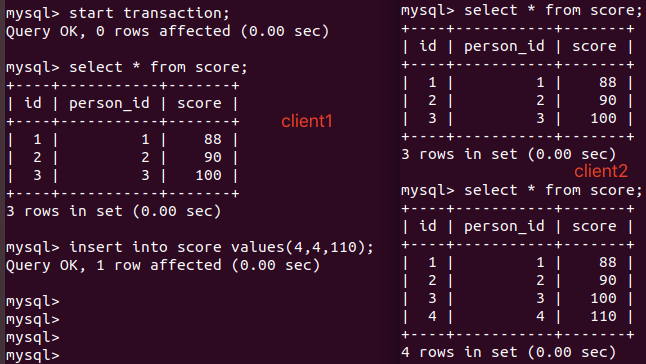 mysql> start transaction;
Query OK, 0 rows affected (0.00 sec)

mysql> select * from score;
+----+-----------+-------+
| id | person_id | score |
+----+-----------+-------+
|  1 |         1 |    88 |
|  2 |         2 |    90 |
|  3 |         3 |   100 |
+----+-----------+-------+
3 rows in set (0.00 sec)

mysql> insert into score values(4,4,110);
Query OK, 1 row affected (0.00 sec)

mysql>
mysql>
mysql>
mysql>
client1
mysql> select * from score;
+----+-----------+-------+
| id | person_id | score |
+----+-----------+-------+
|  1 |         1 |    88 |
|  2 |         2 |    90 |
|  3 |         3 |   100 |
+----+-----------+-------+
3 rows in set (0.00 sec)
client2
mysql> select * from score;
+----+-----------+-------+
| id | person_id | score |
+----+-----------+-------+
|  1 |         1 |    88 |
|  2 |         2 |    90 |
|  3 |         3 |   100 |
|  4 |         4 |   110 |
+----+-----------+-------+
4 rows in set (0.00 sec)